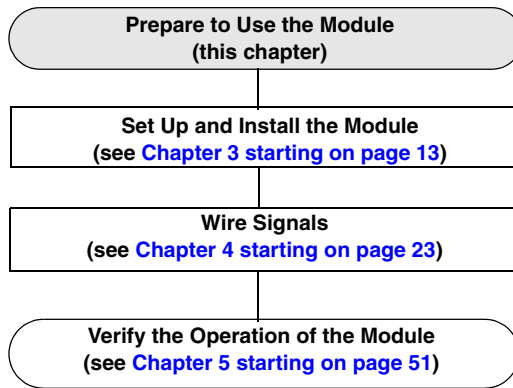 Prepare to Use the Module
(this chapter)
Set Up and Install the Module
(see Chapter 3 starting on page 13)
Wire Signals
(see Chapter 4 starting on page 23)
Verify the Operation of the Module
(see Chapter 5 starting on page 51)